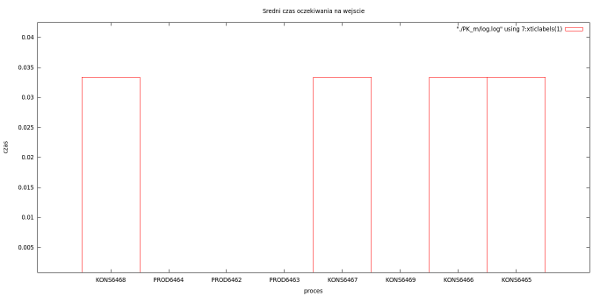 Sredni czas oczekiwania na wejscie
"./PK_m/log.log" using 7:xticlabels(1)
0.04
0.035
0.03
0.025
0.02
0.015
0.01
0.005
czas
KONS6468 PROD6464 PROD6462 PROD6463 KONS6467 KONS6469 KONS6466 KONS6465
proces